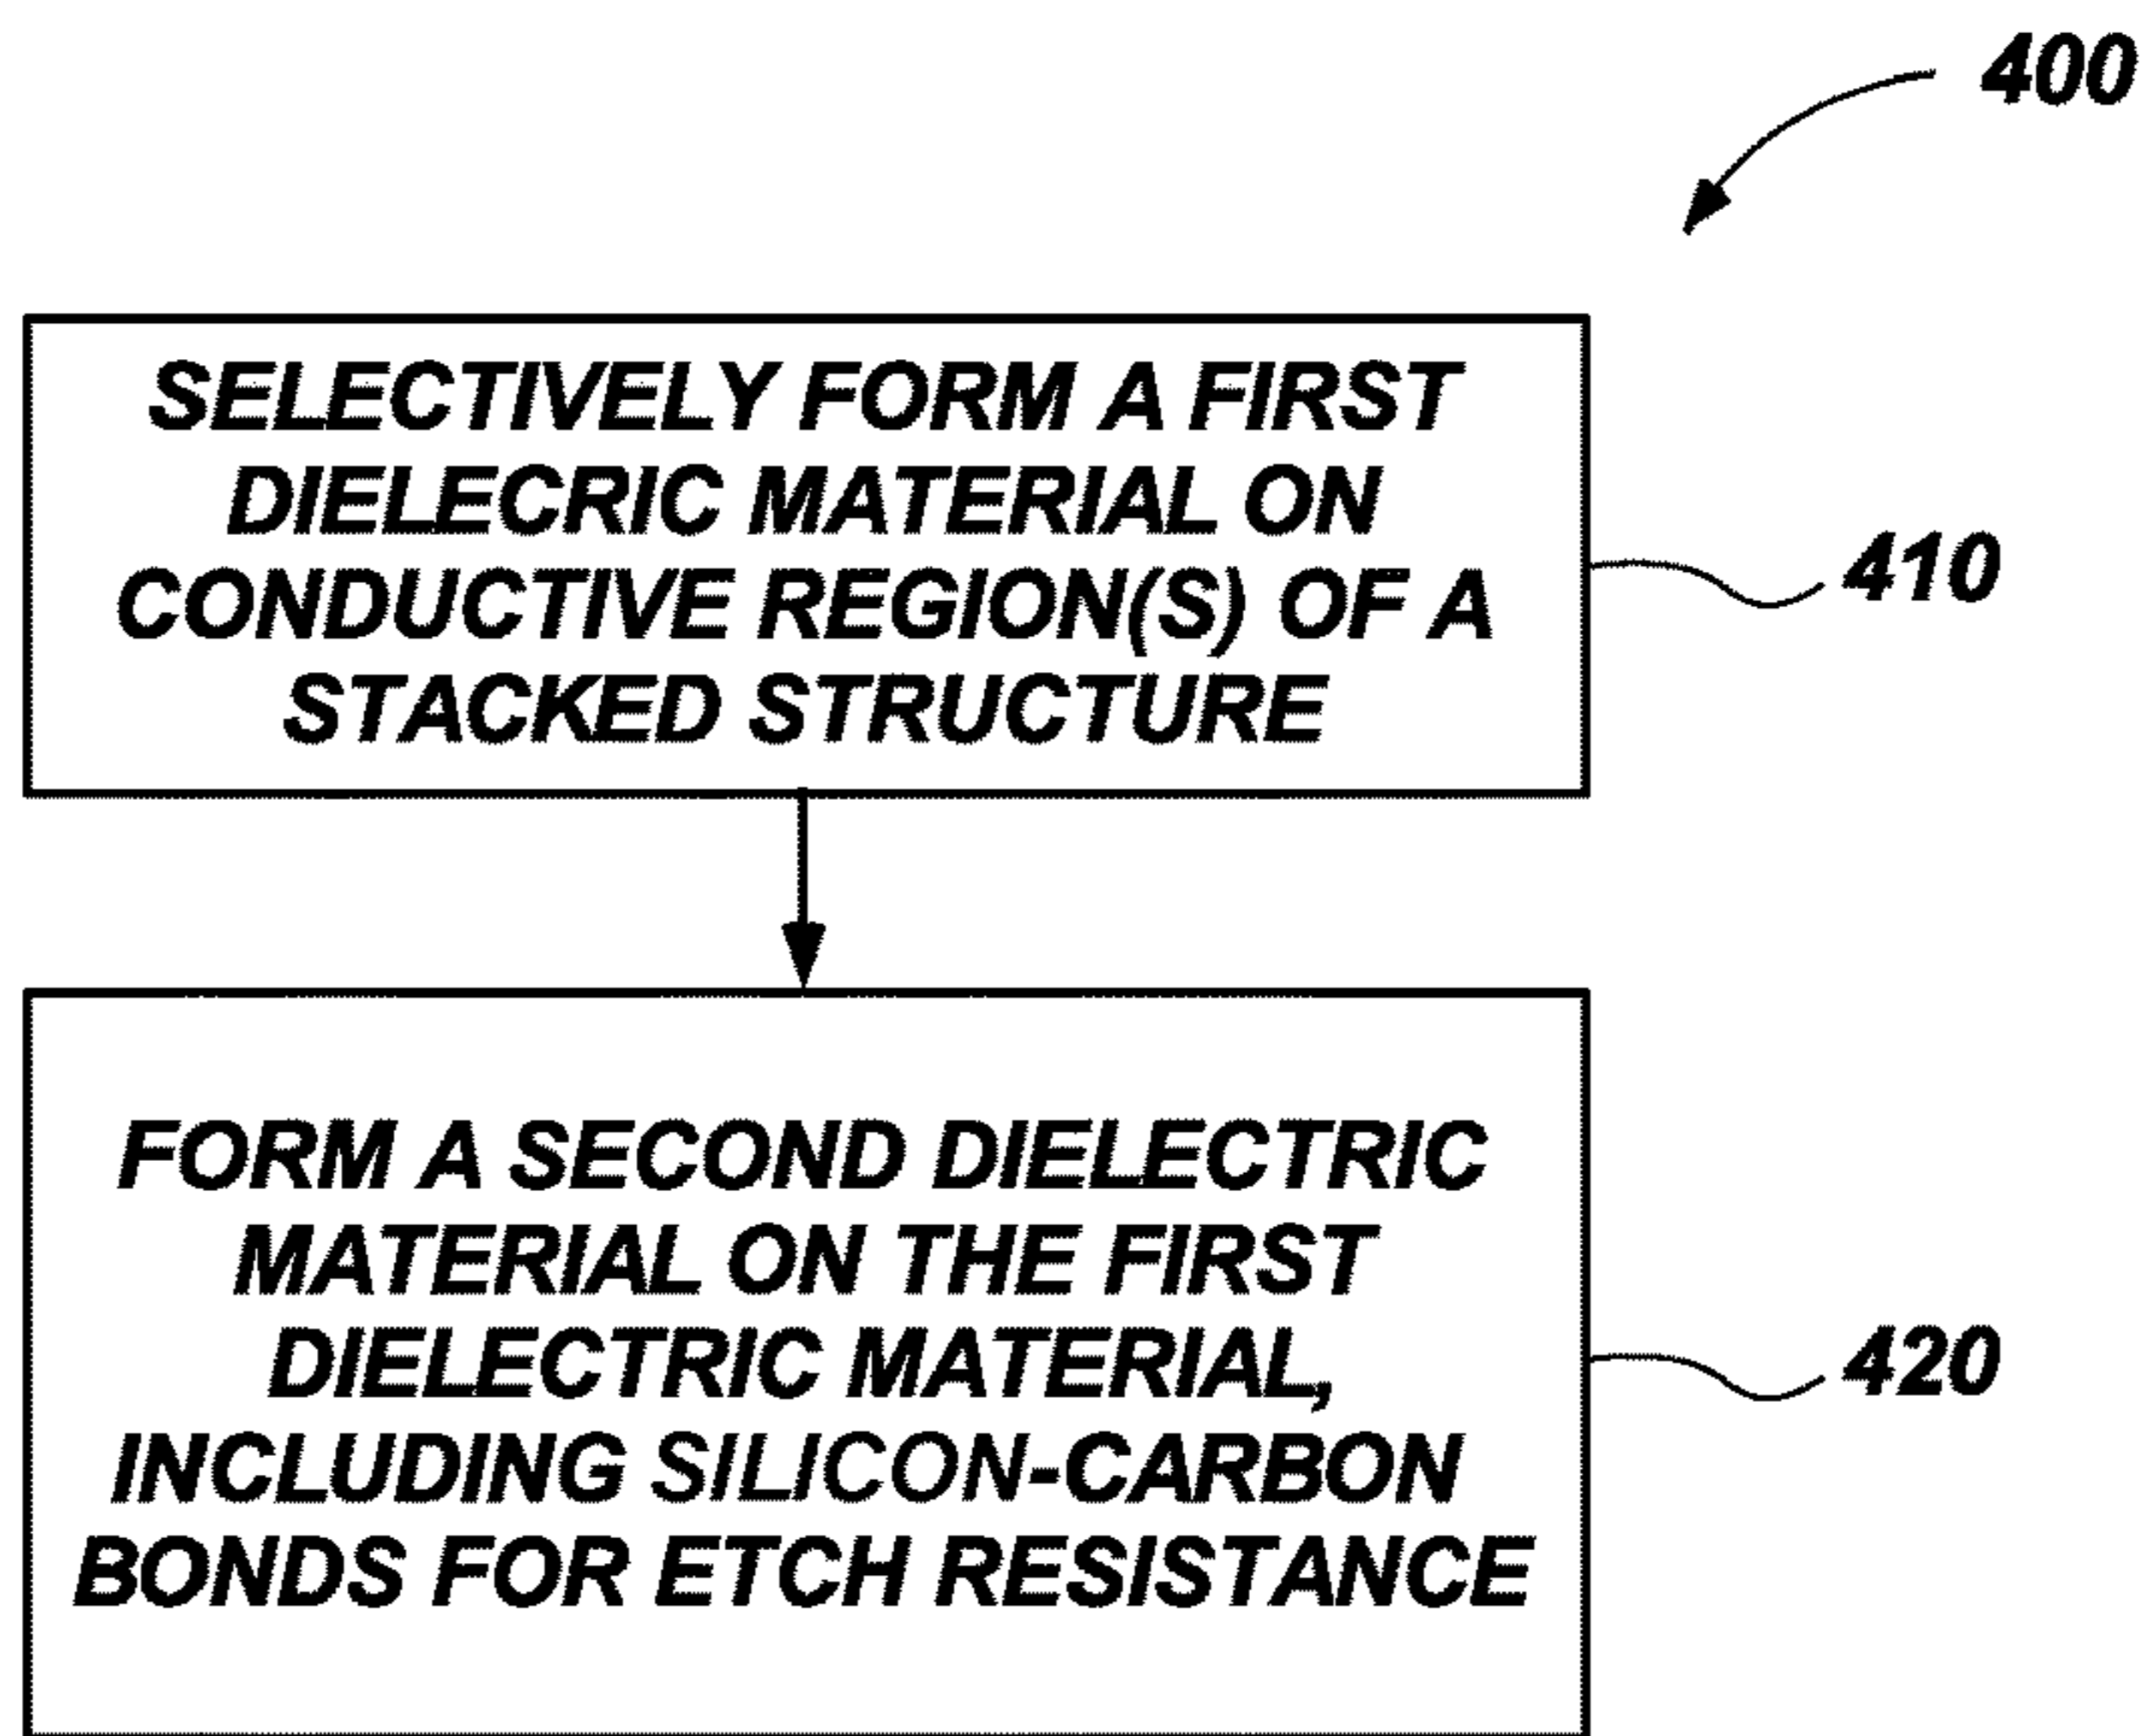 400
SELECTIVELY FORM A FIRST
DIELECRIC MATERIAL ON
CONDUCTIVE REGION(S) OF A
STACKED STRUCTURE
410
FORM A SECOND DIELECTRIC
MATERIAL ON THE FIRST
DIELECTRIC MATERIAL,
INCLUDING SILICON-CARBON
BONDS FOR ETCH RESISTANCE
420